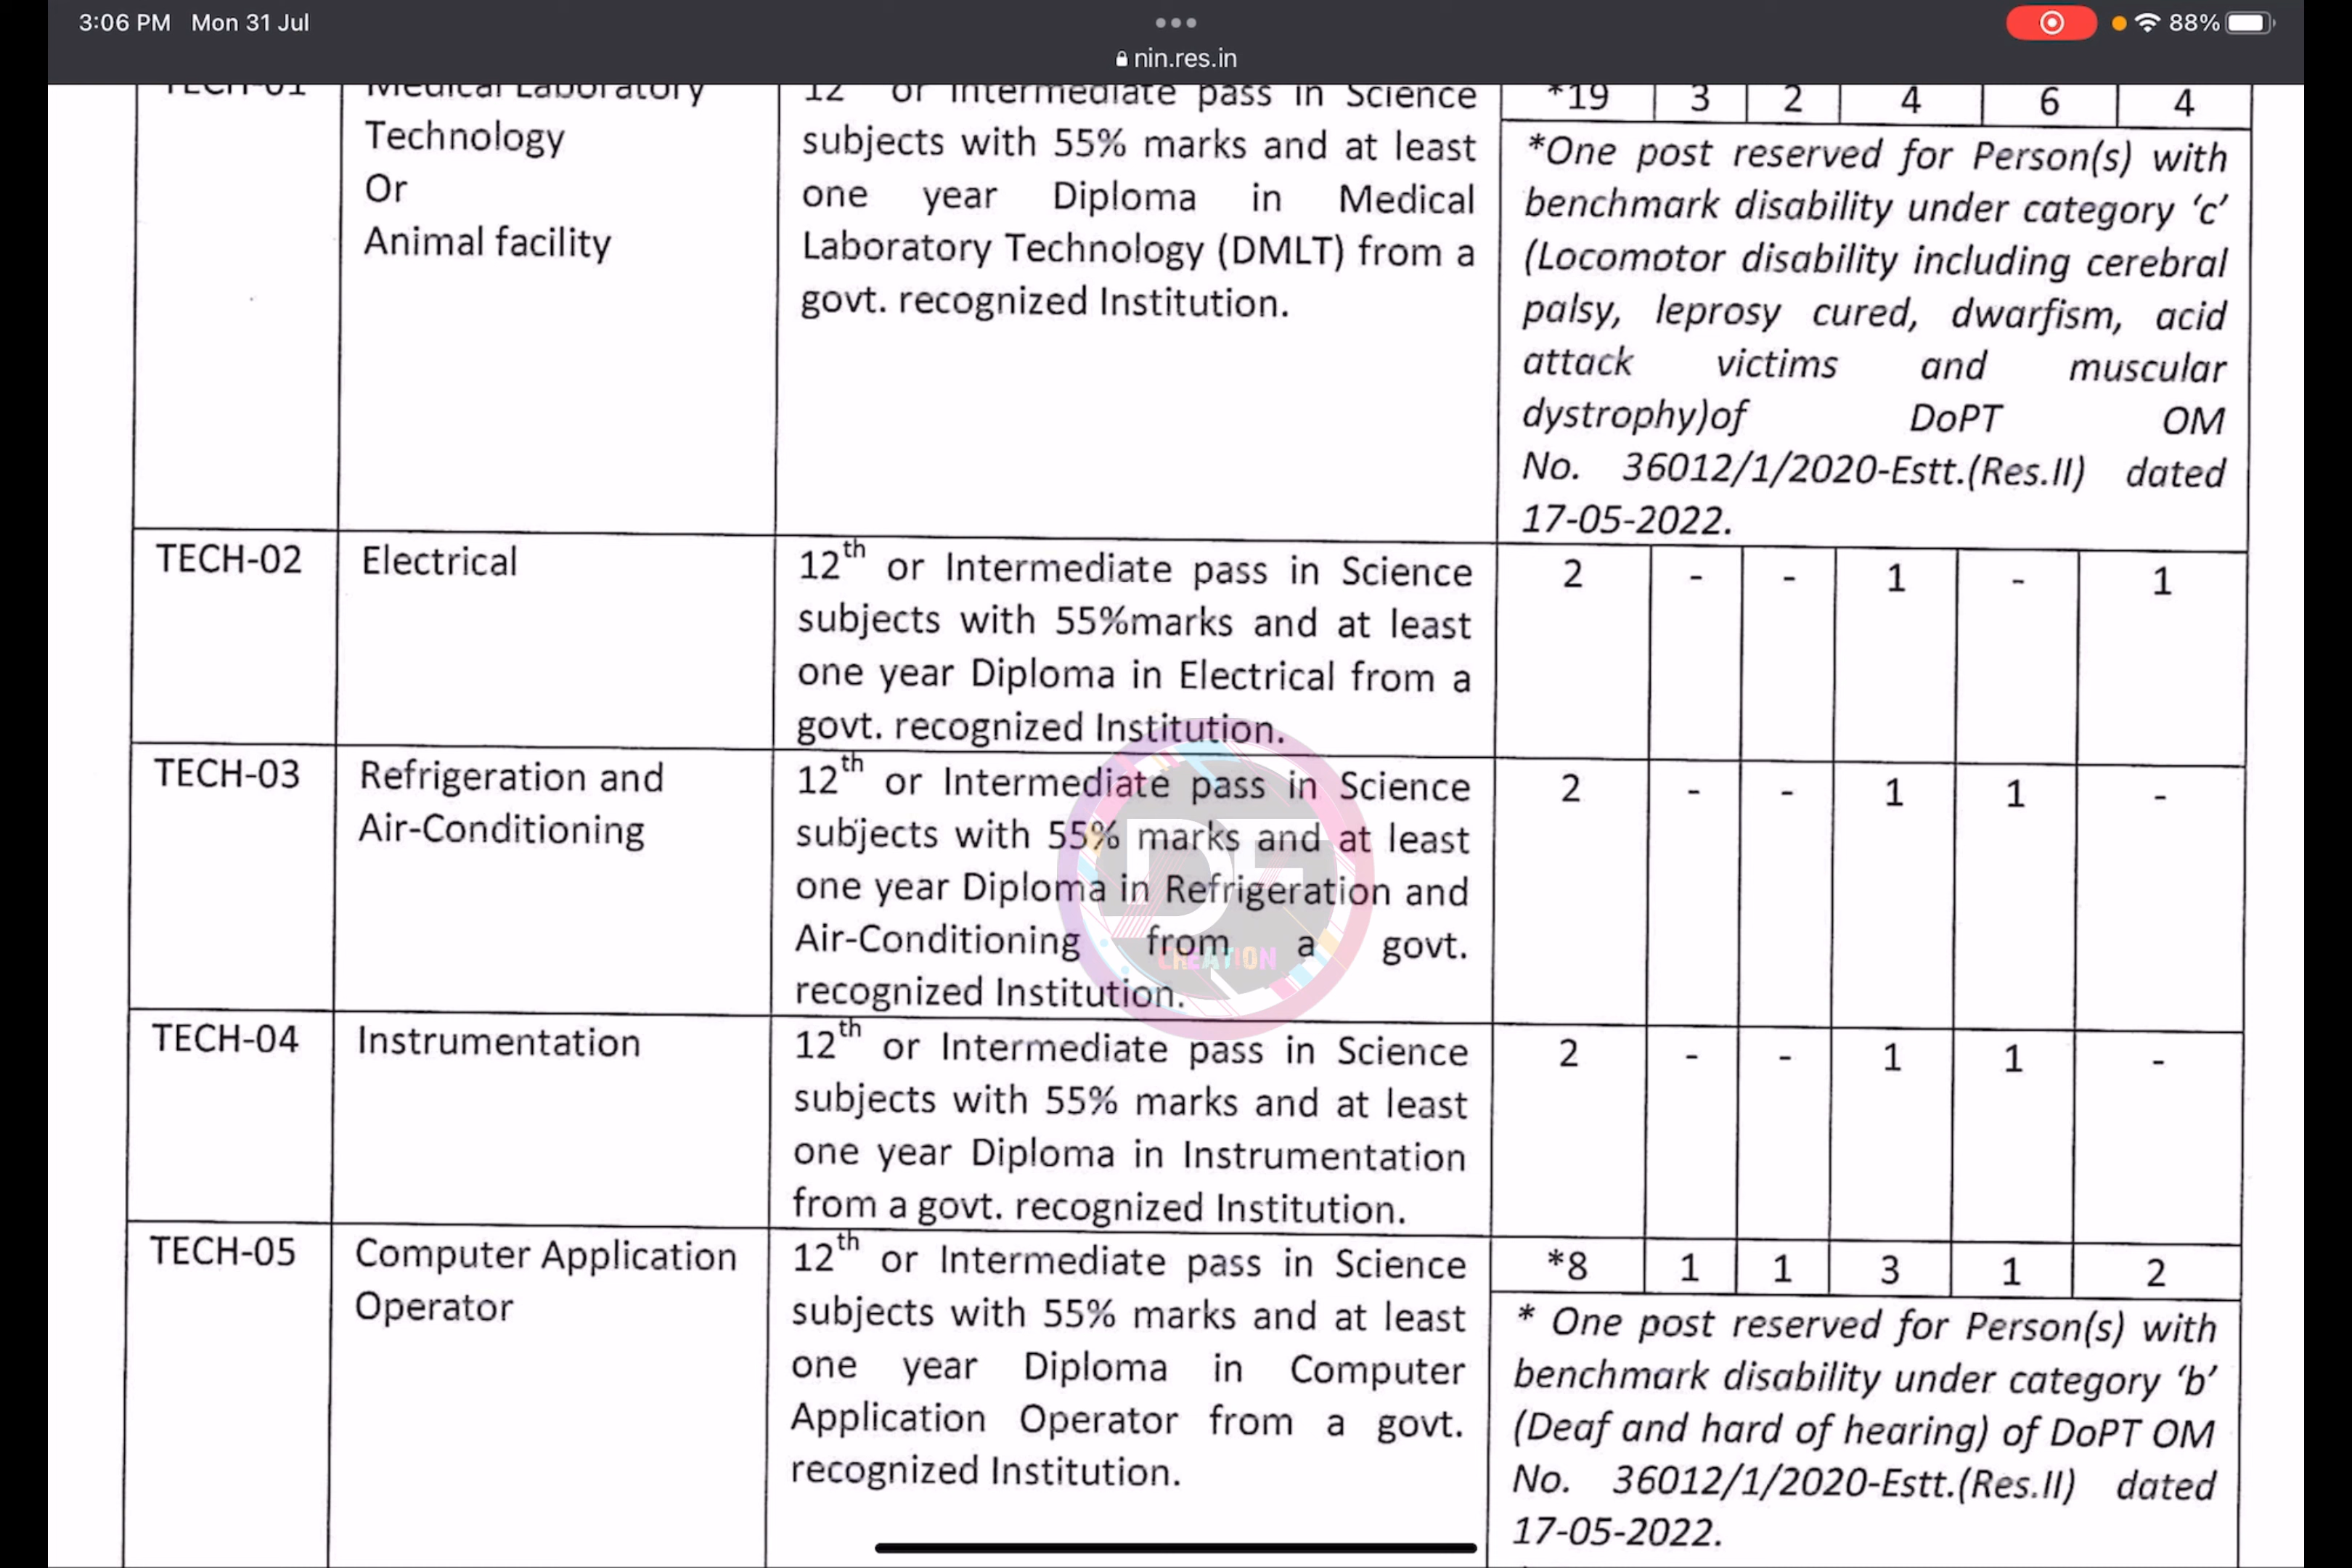 3:06 PM Mon 31 Jul
88%
nin.res.in
TECH-01
Medical Laboratory
Technology
Or
Animal facility
12 or Intermediate pass in Science
subjects with 55% marks and at least
one year Diploma in Medical
Laboratory Technology (DMLT) from a
govt. recognized Institution.
*19 3 2 4 6 4
*One post reserved for Person(s) with
benchmark disability under category ‘c’
(Locomotor disability including cerebral
palsy, leprosy cured, dwarfism, acid
attack victims and muscular
dystrophy)of DoPT OM
No. 36012/1/2020-Estt.(Res.II) dated
17-05-2022.
TECH-02
Electrical
12th or Intermediate pass in Science
subjects with 55%marks and at least
one year Diploma in Electrical from a
govt. recognized Institution.
2 - - 1 - 1
TECH-03
Refrigeration and
Air-Conditioning
12th or Intermediate pass in Science
subjects with 55% marks and at least
one year Diploma in Refrigeration and
Air-Conditioning from a govt.
recognized Institution.
2 - - 1 1 -
DF
CREATION
TECH-04
Instrumentation
12th or Intermediate pass in Science
subjects with 55% marks and at least
one year Diploma in Instrumentation
from a govt. recognized Institution.
2 - - 1 1 -
TECH-05
Computer Application
Operator
12th or Intermediate pass in Science
subjects with 55% marks and at least
one year Diploma in Computer
Application Operator from a govt.
recognized Institution.
*8 1 1 3 1 2
* One post reserved for Person(s) with
benchmark disability under category ‘b’
(Deaf and hard of hearing) of DoPT OM
No. 36012/1/2020-Estt.(Res.II) dated
17-05-2022.